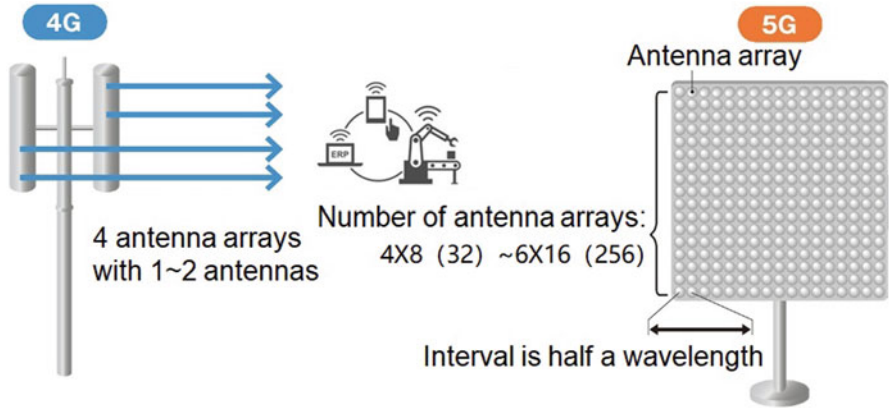 4G
5G
Antenna array
ERP
Number of antenna arrays:
4X8 (32) ~6X16 (256)
4 antenna arrays
with 1~2 antennas
Interval is half a wavelength